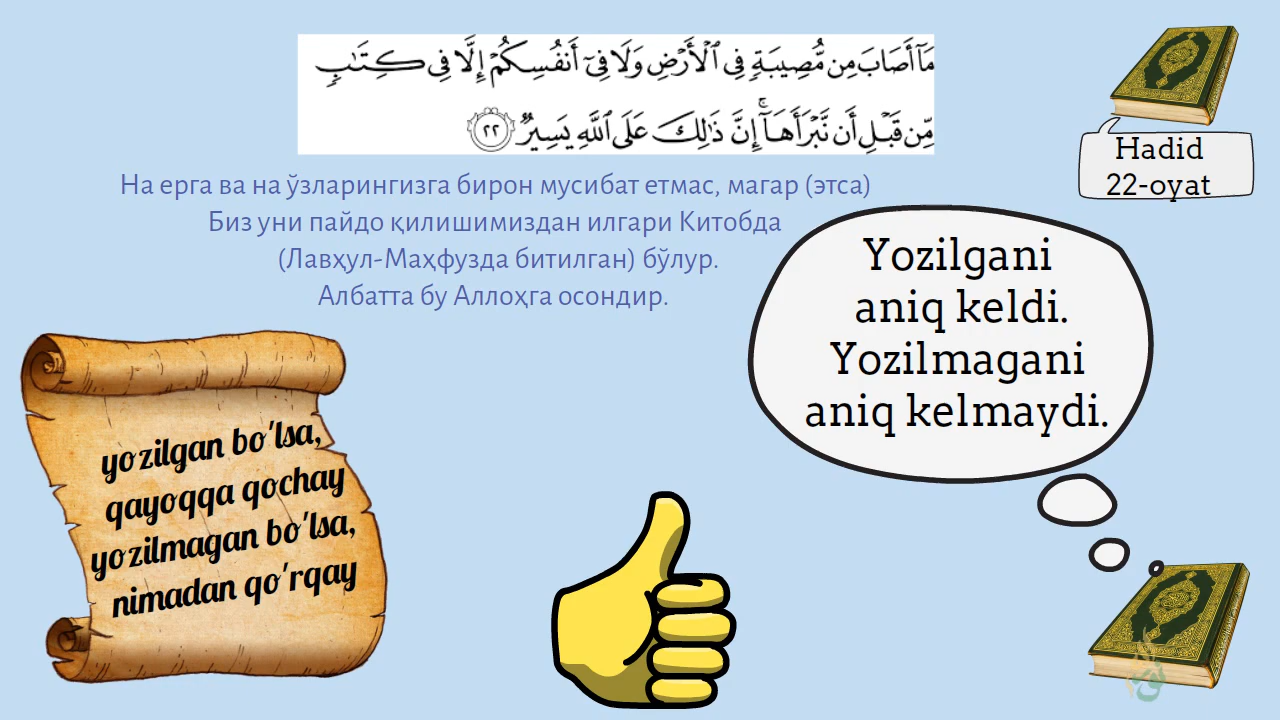 مَآ أَصَابَ مِن مُّصِيبَةٍ فِى ٱلْأَرْضِ وَلَا فِىٓ أَنفُسِكُمْ إِلَّا فِى كِتَٰبٍ
مِّن قَبْلِ أَن نَّبْرَأَهَآ ۚ إِنَّ ذَٰلِكَ عَلَى ٱللَّهِ يَسِيرٌ ٢٢
Hadid
22-oyat
На ерга ва на ўзларингизга бирон мусибат етмас, магар (этса)
Биз уни пайдо қилишимиздан илгари Китобда
(Лавҳул-Маҳфузда битилган) бўлур.
Албатта бу Аллоҳга осондир.
Yozilgani
aniq keldi.
Yozilmagani
aniq kelmaydi.
yozilgan bo'lsa,
qayoqqa qochay
yozilmagan bo'lsa,
nimadan qo'rqay